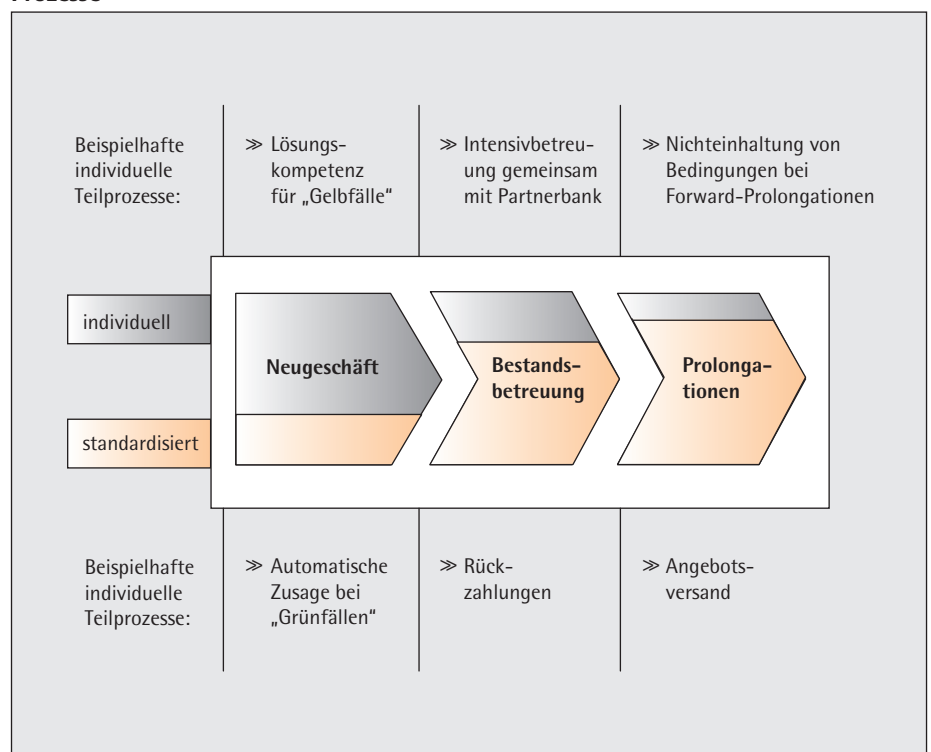 Beispielhafte
individuelle
Teilprozesse:
≫ Lösungs-
kompetenz
für „Gelbfälle“
≫ Intensivbetreu-
ung gemeinsam
mit Partnerbank
≫ Nichteinhaltung von
Bedingungen bei
Forward-Prolongationen
individuell
standardisiert
Neugeschäft
Bestands-
betreuung
Prolonga-
tionen
Beispielhafte
individuelle
Teilprozesse:
≫ Automatische
Zusage bei
„Grünfällen“
≫ Rück-
zahlungen
≫ Angebots-
versand